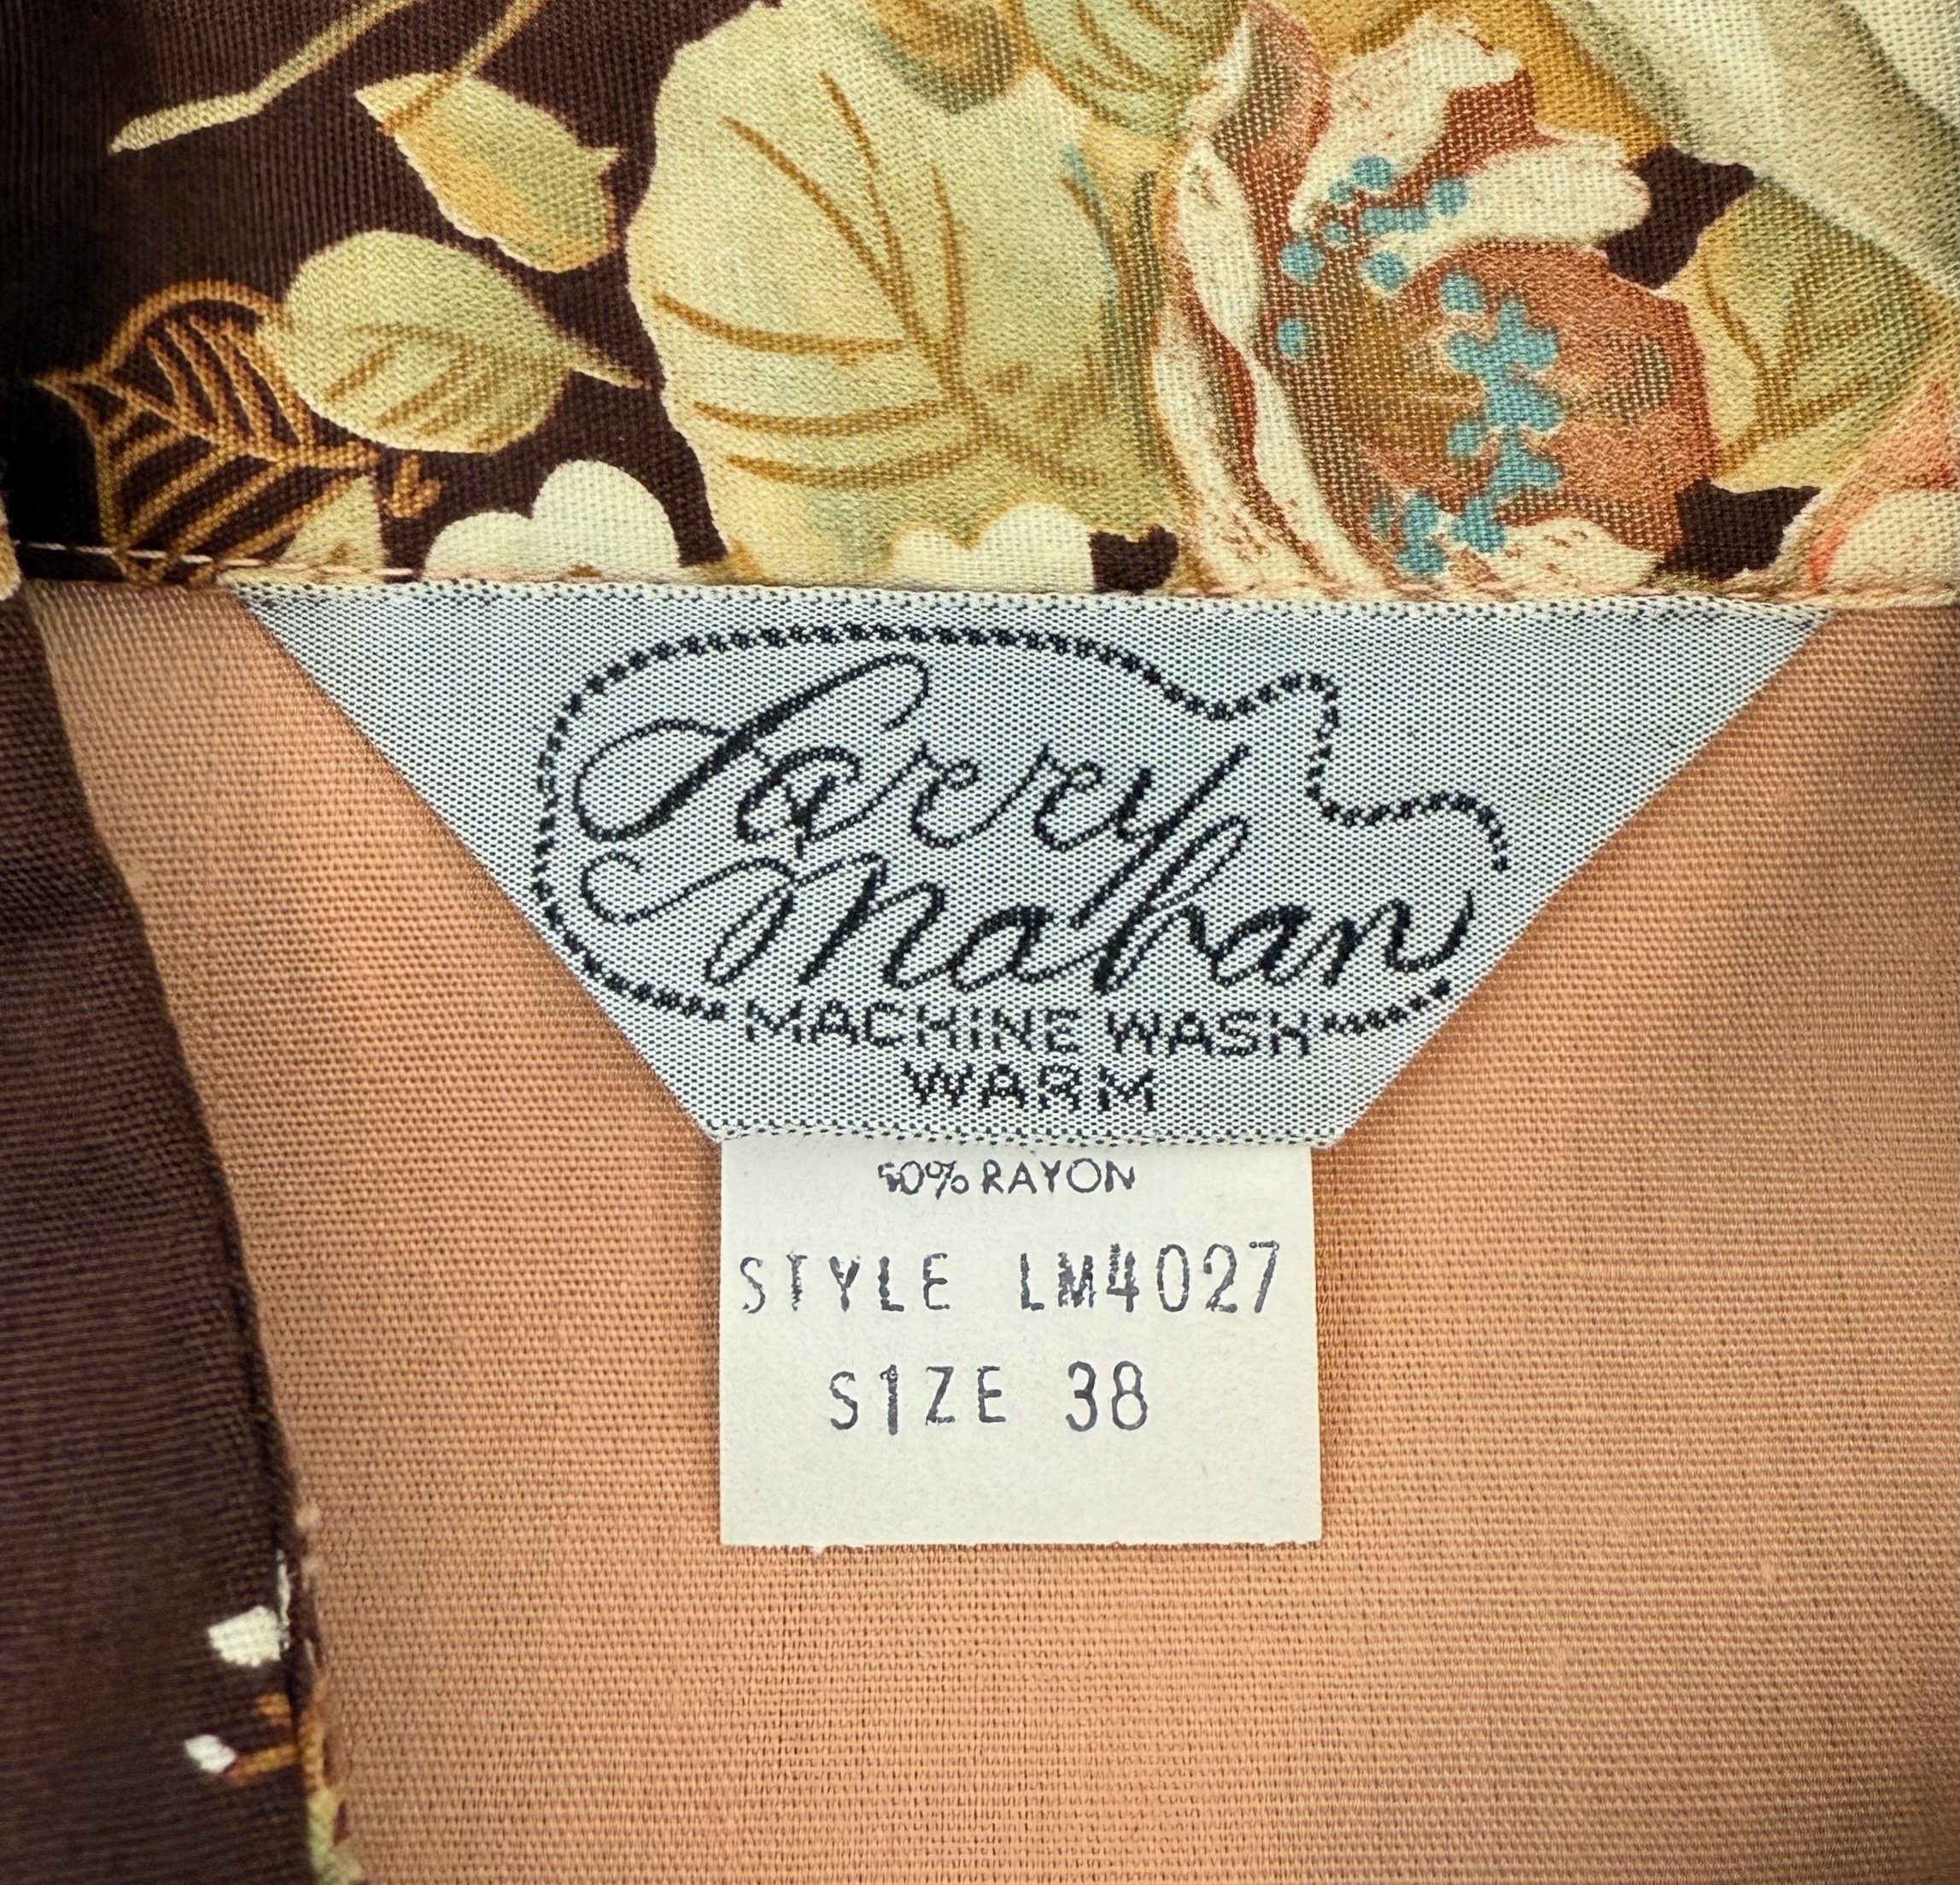 Larry
Mahan
MACHINE WASH
WARM
50% RAYON
STYLE LM4027
SIZE 38